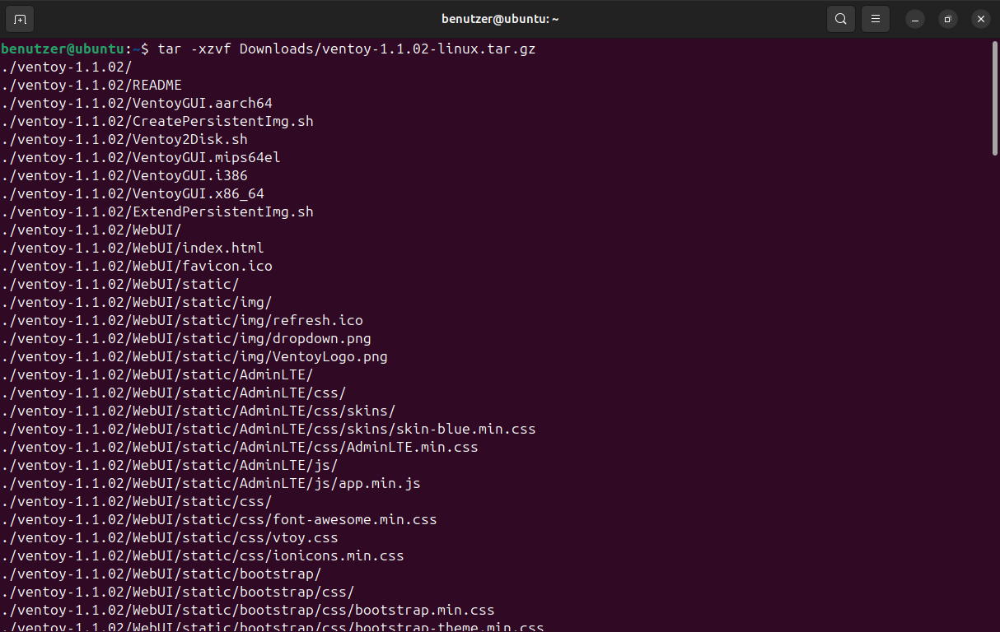 benutzer@ubuntu: ~
benutzer@ubuntu:~$ tar -xzvf Downloads/ventoy-1.1.02-linux.tar.gz
./ventoy-1.1.02/
./ventoy-1.1.02/README
./ventoy-1.1.02/VentoyGUI.aarch64
./ventoy-1.1.02/CreatePersistentImg.sh
./ventoy-1.1.02/Ventoy2Disk.sh
./ventoy-1.1.02/VentoyGUI.mips64el
./ventoy-1.1.02/VentoyGUI.i386
./ventoy-1.1.02/VentoyGUI.x86_64
./ventoy-1.1.02/ExtendPersistentImg.sh
./ventoy-1.1.02/WebUI/
./ventoy-1.1.02/WebUI/index.html
./ventoy-1.1.02/WebUI/favicon.ico
./ventoy-1.1.02/WebUI/static/
./ventoy-1.1.02/WebUI/static/img/
./ventoy-1.1.02/WebUI/static/img/refresh.ico
./ventoy-1.1.02/WebUI/static/img/dropdown.png
./ventoy-1.1.02/WebUI/static/img/VentoyLogo.png
./ventoy-1.1.02/WebUI/static/AdminLTE/
./ventoy-1.1.02/WebUI/static/AdminLTE/css/
./ventoy-1.1.02/WebUI/static/AdminLTE/css/skins/
./ventoy-1.1.02/WebUI/static/AdminLTE/css/skins/skin-blue.min.css
./ventoy-1.1.02/WebUI/static/AdminLTE/css/AdminLTE.min.css
./ventoy-1.1.02/WebUI/static/AdminLTE/js/
./ventoy-1.1.02/WebUI/static/AdminLTE/js/app.min.js
./ventoy-1.1.02/WebUI/static/css/
./ventoy-1.1.02/WebUI/static/css/font-awesome.min.css
./ventoy-1.1.02/WebUI/static/css/vtoy.css
./ventoy-1.1.02/WebUI/static/css/ionicons.min.css
./ventoy-1.1.02/WebUI/static/bootstrap/
./ventoy-1.1.02/WebUI/static/bootstrap/css/
./ventoy-1.1.02/WebUI/static/bootstrap/css/bootstrap.min.css
./ventoy-1.1.02/WebUI/static/bootstrap/css/bootstrap-theme.min.css